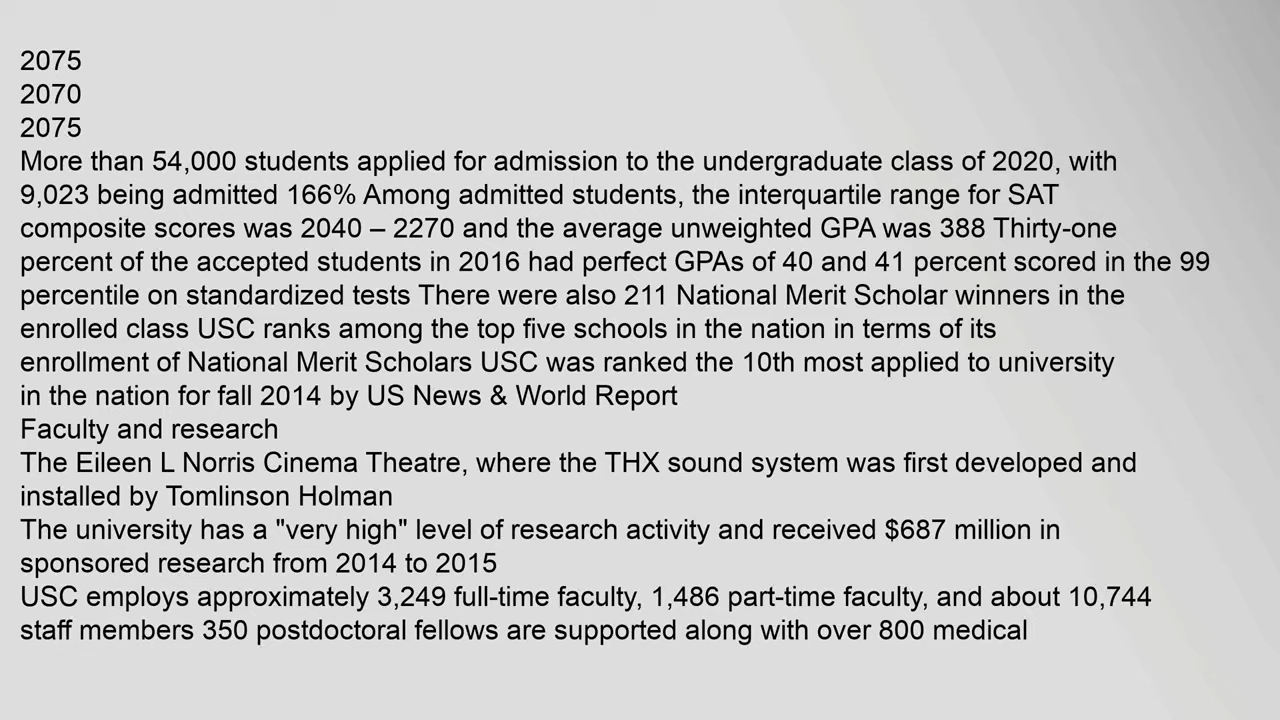 2075
2070
2075
More than 54,000 students applied for admission to the undergraduate class of 2020, with
9,023 being admitted 166% Among admitted students, the interquartile range for SAT
composite scores was 2040 – 2270 and the average unweighted GPA was 388 Thirty-one
percent of the accepted students in 2016 had perfect GPAs of 40 and 41 percent scored in the 99
percentile on standardized tests There were also 211 National Merit Scholar winners in the
enrolled class USC ranks among the top five schools in the nation in terms of its
enrollment of National Merit Scholars USC was ranked the 10th most applied to university
in the nation for fall 2014 by US News & World Report
Faculty and research
The Eileen L Norris Cinema Theatre, where the THX sound system was first developed and
installed by Tomlinson Holman
The university has a "very high" level of research activity and received $687 million in
sponsored research from 2014 to 2015
USC employs approximately 3,249 full-time faculty, 1,486 part-time faculty, and about 10,744
staff members 350 postdoctoral fellows are supported along with over 800 medical